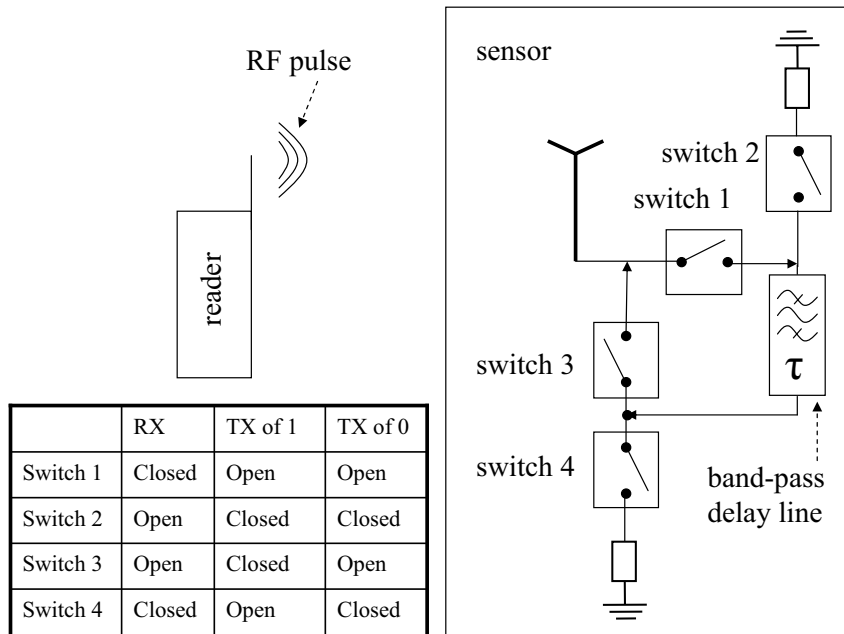 RF pulse
reader
sensor
switch 2
switch 1
switch 3
τ
switch 4
band-pass
delay line
RX TX of 1 TX of 0
Switch 1 Closed Open Open
Switch 2 Open Closed Closed
Switch 3 Open Closed Open
Switch 4 Closed Open Closed